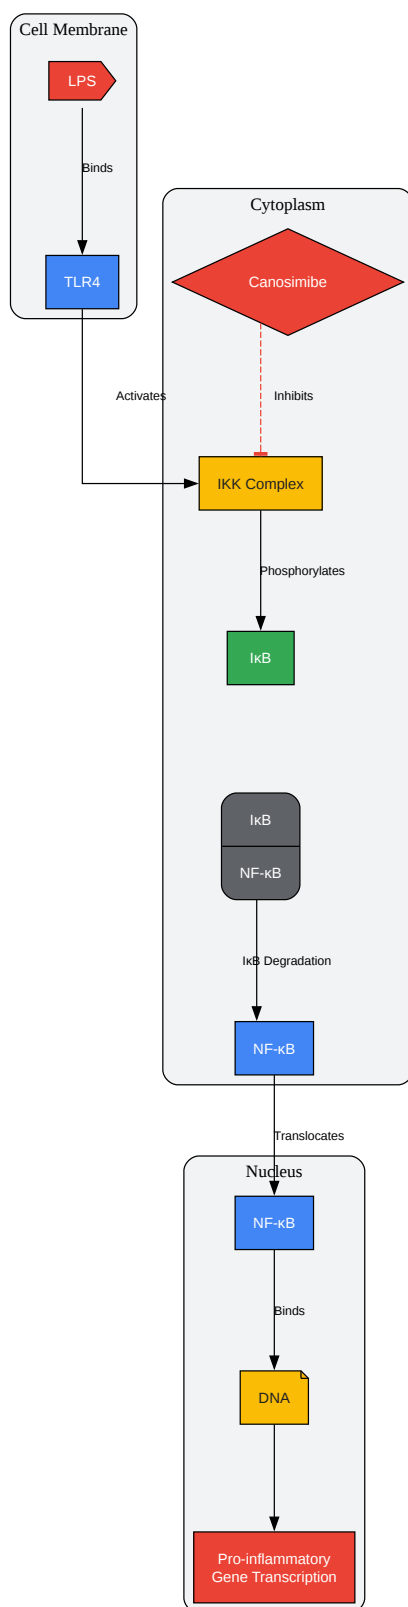 Cell Membrane
LPS
Binds
TLR4
Cytoplasm
Canosimibe
Activates
Inhibits
IKK Complex
Phosphorylates
IκB
IκB
NF-κB
IκB Degradation
NF-κB
Translocates
Nucleus
NF-κB
Binds
DNA
Pro-inflammatory
Gene Transcription